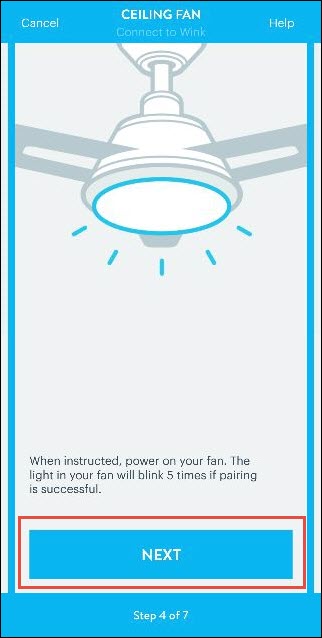 Cancel
CEILING FAN
Help
Connect to Wink
When instructed, power on your fan. The
light in your fan will blink 5 times if pairing
is successful.
NEXT
Step 4 of 7